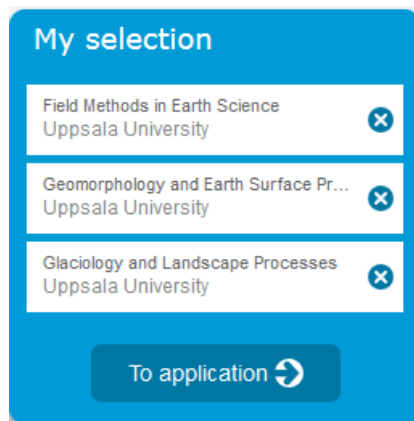 My selection
Field Methods in Earth Science
Uppsala University
Geomorphology and Earth Surface Pr...
Uppsala University
Glaciology and Landscape Processes
Uppsala University
To application